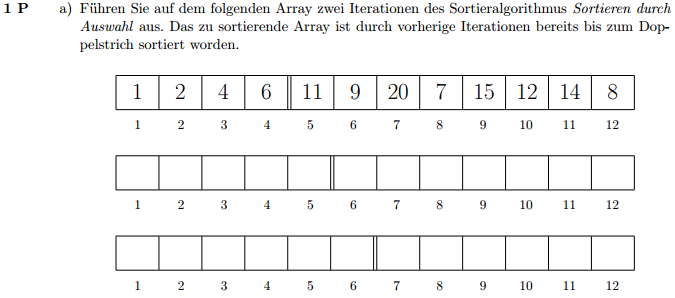 1 P a) Führen Sie auf dem folgenden Array zwei Iterationen des Sortieralgorithmus Sortieren durch
Auswahl aus. Das zu sortierende Array ist durch vorherige Iterationen bereits bis zum Dop-
pelstrich sortiert worden.
1 2 4 6 11 9 20 7 15 12 14 8
1 2 3 4 5 6 7 8 9 10 11 12
1 2 3 4 5 6 7 8 9 10 11 12
1 2 3 4 5 6 7 8 9 10 11 12